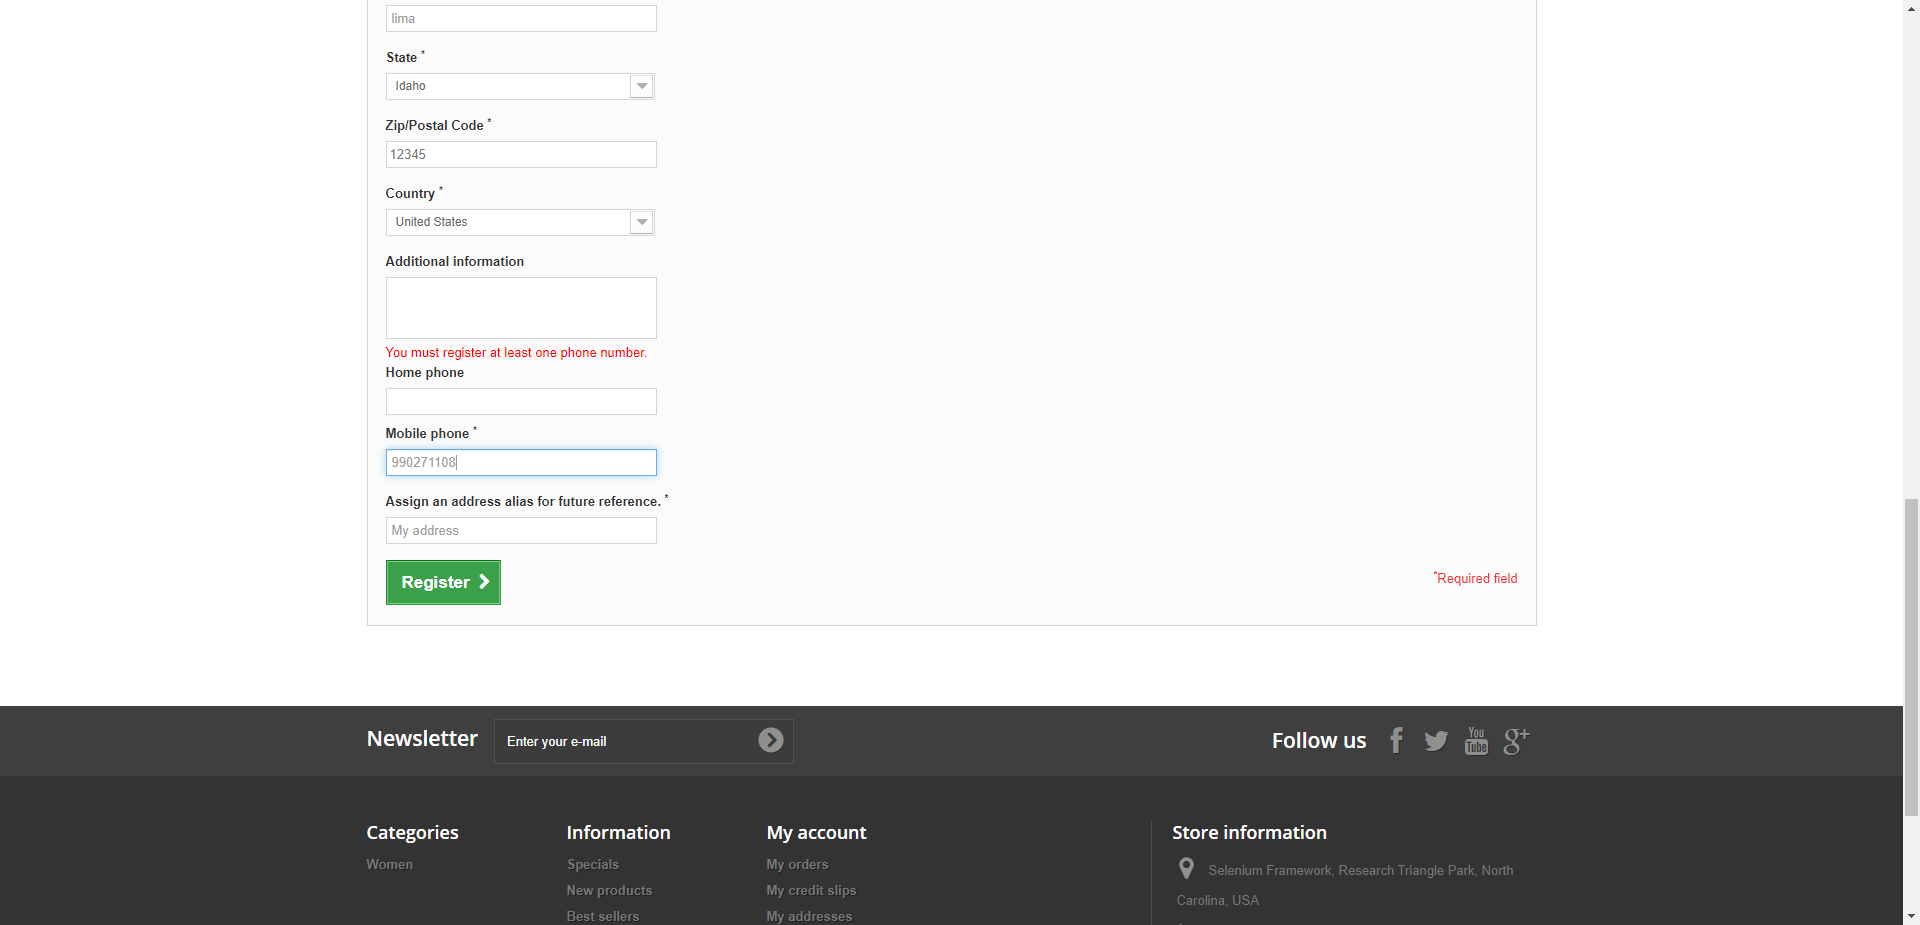 lima
State *
Idaho
Zip/Postal Code *
12345
Country *
United States
Additional information
You must register at least one phone number.
Home phone
Mobile phone *
990271108
Assign an address alias for future reference. *
My address
Register
*Required field
Newsletter
Enter your e-mail
Follow us
You
Tube
g+
Categories
Women
Information
Specials
New products
Best sellers
My account
My orders
My credit slips
My addresses
Store information
Selenium Framework, Research Triangle Park, North
Carolina, USA